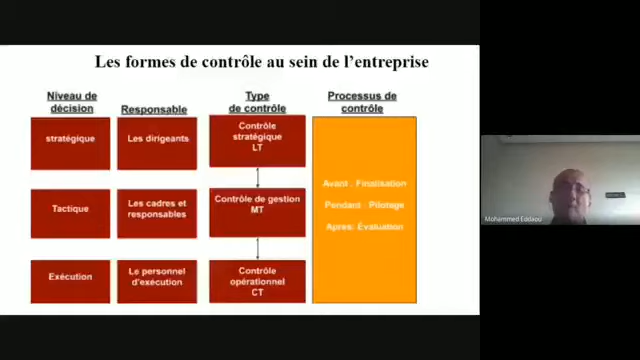 Les formes de contrôle au sein de l'entreprise
Niveau de
décision
Responsable
Type
de contrôle
Processus de
contrôle
stratégique
Les dirigeants
Contrôle
stratégique
LT
Tactique
Les cadres et
responsables
Contrôle de gestion
MT
Exécution
Le personnel
d'exécution
Contrôle
opérationnel
CT
Avant : Finalisation
Pendant : Pilotage
Après: Évaluation
Mohammed Eddaou